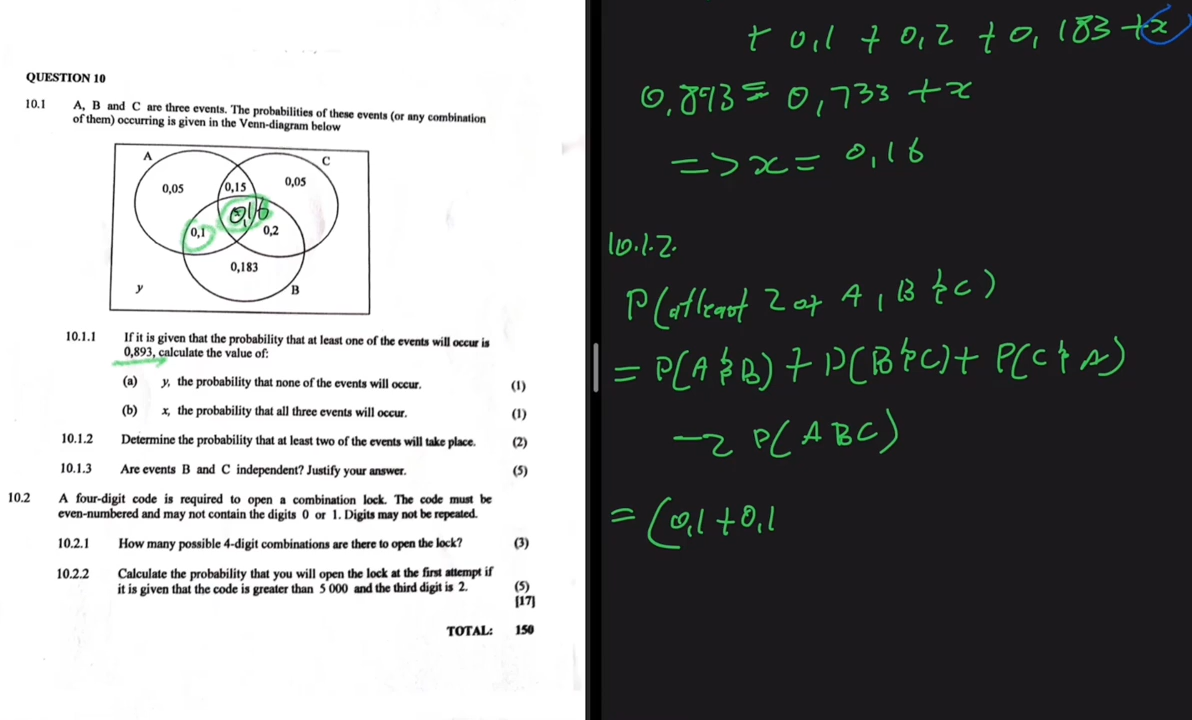 QUESTION 10
10.1 A, B and C are three events. The probabilities of these events (or any combination
of them) occurring is given in the Venn-diagram below
A
C
0,05
0,15
0,05
0,16
0,1
0,2
0,183
y
B
10.1.1 If it is given that the probability that at least one of the events will occur is
0,893, calculate the value of:
(a) y, the probability that none of the events will occur. (1)
(b) x, the probability that all three events will occur. (1)
10.1.2 Determine the probability that at least two of the events will take place. (2)
10.1.3 Are events B and C independent? Justify your answer. (5)
10.2 A four-digit code is required to open a combination lock. The code must be
even-numbered and may not contain the digits 0 or 1. Digits may not be repeated.
10.2.1 How many possible 4-digit combinations are there to open the lock? (3)
10.2.2 Calculate the probability that you will open the lock at the first attempt if
it is given that the code is greater than 5 000 and the third digit is 2. (5)
[17]
TOTAL: 150
+ 0,1 + 0,2 + 0,183 + x
0,893 = 0,733 + x
=> x = 0,16
10.1.2.
P(atleast 2 of A, B & C)
= P(A & B) + P(B & C) + P(C & A)
-2 P(ABC)
= (0,1 + 0,1